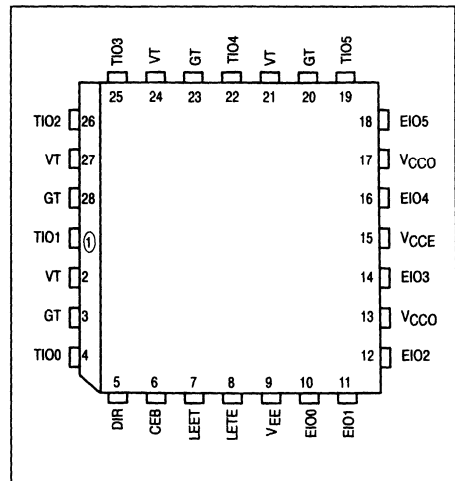 TIO3 VT GT TIO4 VT GT TIO5
25 24 23 22 21 20 19
TIO2 26 18 EIO5
VT 27 17 VCCO
GT 28 16 EIO4
TIO1 1 15 VCCE
VT 2 14 EIO3
GT 3 13 VCCO
TIO0 4 12 EIO2
5 6 7 8 9 10 11
DIR CEB LEET LETE VEE EIO0 EIO1